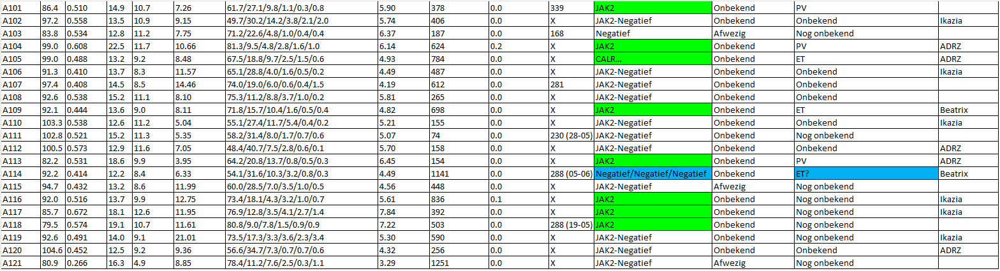 A101 86.4 0.510 14.9 10.7 7.26 61.7/27.1/9.8/1.1/0.3/0.8 5.90 378 0.0 339 JAK2 Onbekend PV
A102 97.2 0.558 13.5 10.9 9.15 49.7/30.2/14.2/3.8/2.1/2.0 5.74 406 0.0 X JAK2-Negatief Onbekend Onbekend Ikazia
A103 83.8 0.534 12.8 11.2 7.75 71.2/22.6/4.8/1.0/0.4/0.4 6.37 187 0.0 168 Negatief Afwezig Nog onbekend
A104 99.0 0.608 22.5 11.7 10.66 81.3/9.5/4.8/2.8/1.6/1.0 6.14 624 0.2 X JAK2 Onbekend PV ADRZ
A105 99.0 0.488 13.2 9.2 8.48 67.5/18.8/9.7/2.5/1.5/0.6 4.93 784 0.0 X CALR... Onbekend ET ADRZ
A106 91.3 0.410 13.7 8.3 11.57 65.1/28.8/4.0/1.6/0.5/0.2 4.49 487 0.0 X JAK2-Negatief Onbekend Onbekend Ikazia
A107 97.4 0.408 14.5 8.5 14.46 74.0/19.0/6.0/0.6/0.4/1.5 4.19 612 0.0 281 JAK2-Negatief Onbekend Onbekend
A108 92.6 0.538 15.2 11.1 8.10 75.3/11.2/8.8/3.7/1.0/0.2 5.81 265 0.0 X JAK2-Negatief Onbekend Onbekend
A109 92.1 0.444 13.6 9.0 8.11 71.8/15.7/10.4/1.6/0.5/0.4 4.82 698 0.0 X JAK2 Onbekend ET Beatrix
A110 103.3 0.538 12.6 11.2 5.04 55.1/27.4/11.7/5.4/0.4/0.2 5.21 155 0.0 X JAK2-Negatief Onbekend Onbekend Ikazia
A111 102.8 0.521 15.2 11.3 5.35 58.2/31.4/8.0/1.7/0.7/0.6 5.07 74 0.0 230 (28-05) JAK2-Negatief Onbekend Nog onbekend
A112 100.5 0.573 12.9 11.6 7.05 48.4/40.7/7.5/2.8/0.6/0.1 5.70 158 0.0 X JAK2-Negatief Onbekend Onbekend ADRZ
A113 82.2 0.531 18.6 9.9 3.95 64.2/20.8/13.7/0.8/0.5/0.3 6.45 154 0.0 X JAK2 Onbekend PV ADRZ
A114 92.2 0.414 12.2 8.4 6.33 54.1/31.6/10.3/3.2/0.8/0.3 4.49 1141 0.0 288 (05-06) Negatief/Negatief/Negatief Onbekend ET? Beatrix
A115 94.7 0.432 13.2 8.6 11.99 60.0/28.5/7.0/3.5/1.0/0.5 4.56 448 0.0 X JAK2-Negatief Afwezig Nog onbekend
A116 92.0 0.516 13.7 9.9 12.75 73.4/18.1/4.3/3.2/1.0/0.7 5.61 836 0.1 X JAK2 Onbekend Nog onbekend Ikazia
A117 85.7 0.672 18.1 12.6 11.95 76.9/12.8/3.5/4.1/2.7/1.4 7.84 392 0.0 X JAK2 Onbekend Nog onbekend Ikazia
A118 79.5 0.574 19.1 10.7 11.61 80.8/9.0/7.8/1.5/0.9/0.9 7.22 503 0.0 288 (19-05) JAK2 Onbekend Nog onbekend
A119 92.6 0.491 14.0 9.1 21.01 73.5/17.3/3.3/3.6/2.3/3.4 5.30 590 0.0 X JAK2-Negatief Onbekend Nog onbekend Ikazia
A120 104.6 0.452 12.5 9.2 9.36 56.6/34.7/7.3/0.7/0.7/0.6 4.32 256 0.0 X JAK2-Negatief Onbekend Onbekend ADRZ
A121 80.9 0.266 16.3 4.9 8.85 78.4/11.2/7.6/2.5/0.3/1.1 3.29 1251 0.0 X JAK2-Negatief Afwezig Nog onbekend